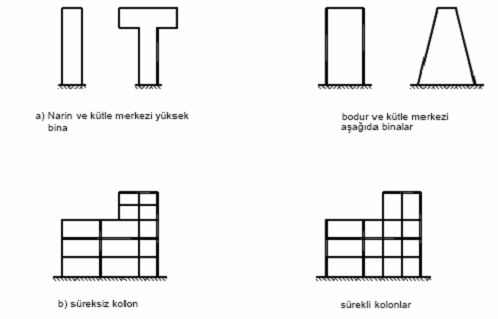 a) Narin ve kütle merkezi yüksek
bina
bodur ve kütle merkezi
aşağıda binalar
b) süreksiz kolon
sürekli kolonlar